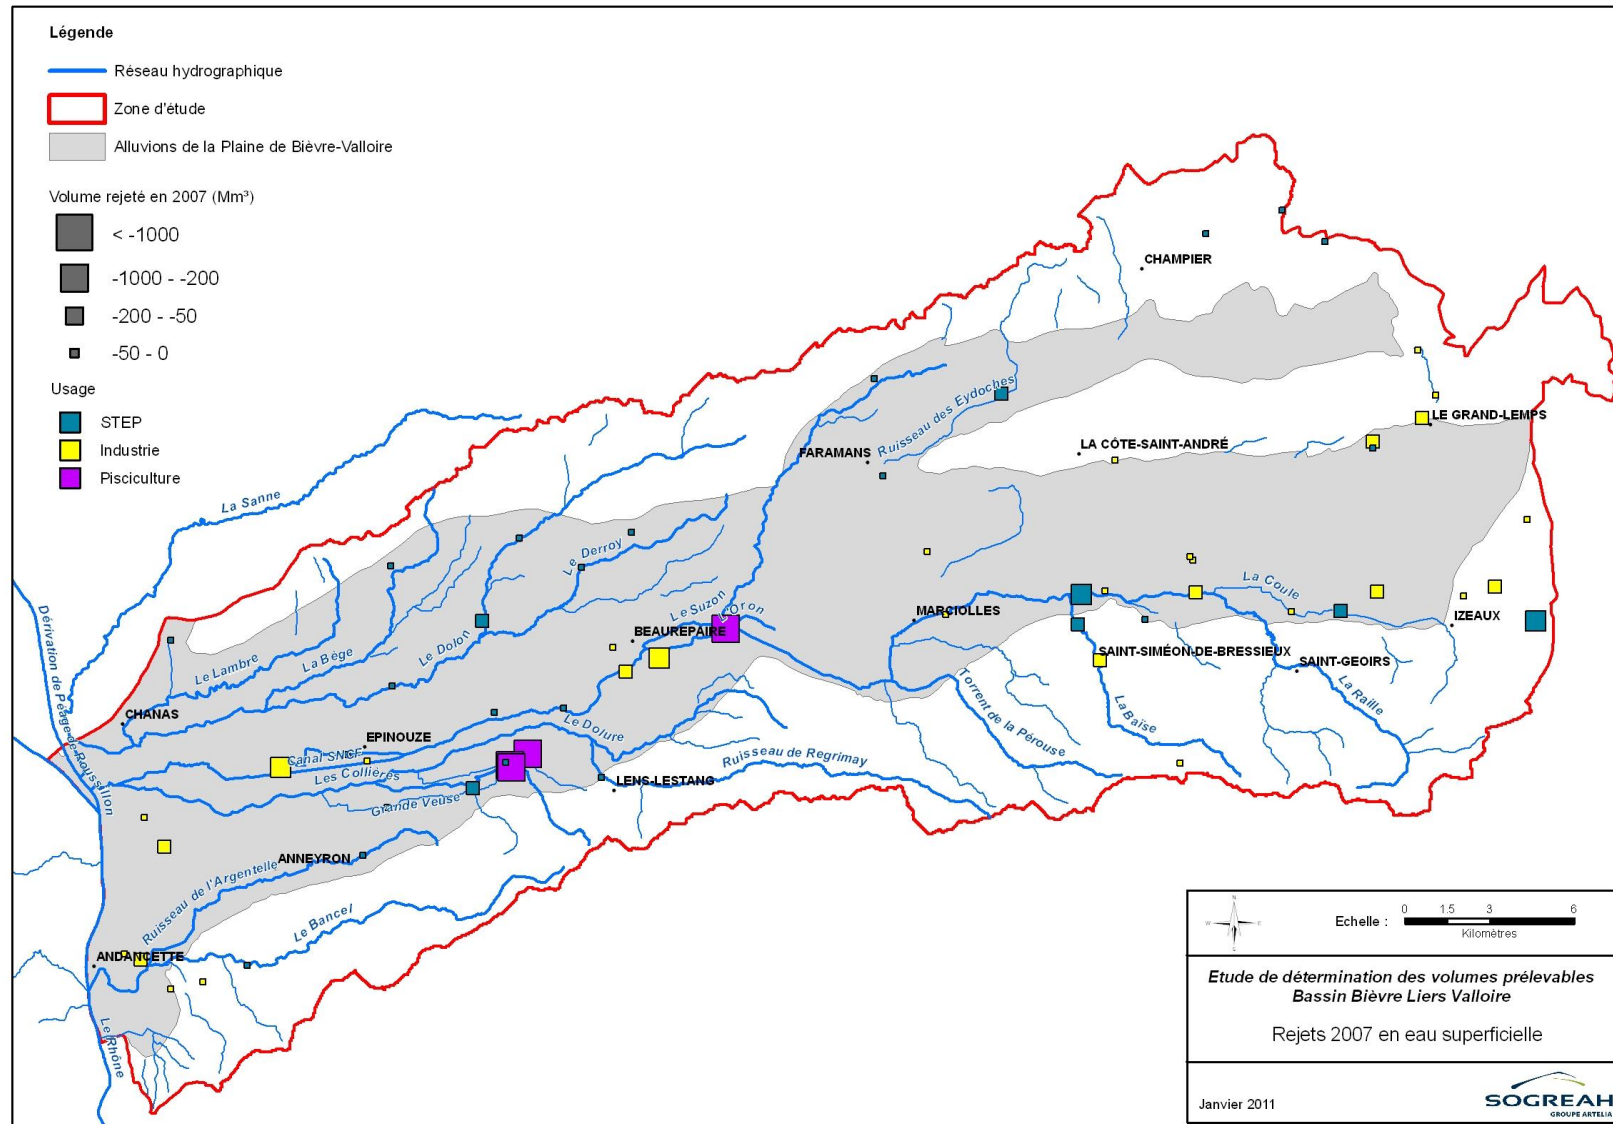 Légende
Réseau hydrographique
Zone d'étude
Alluvions de la Plaine de Bièvre-Valloire
Volume rejeté en 2007 (Mm³)
< -1000
-1000 - -200
-200 - -50
-50 - 0
Usage
STEP
Industrie
Pisciculture
CHAMPIER
LE GRAND-LEMPS
LA CÔTE-SAINT-ANDRÉ
Ruisseau des Eydoches
FARAMANS
La Sanne
Le Derroy
La Coule
Le Suzon
L'Oron
MARCIOLLES
IZEAUX
BEAUREPAIRE
Le Dolon
La Bège
Le Lambre
SAINT-SIMÉON-DE-BRESSIEUX
SAINT-GEOIRS
La Raille
La Baïse
Torrent de la Pérouse
Dérivation de Péage de Roussillon
CHANAS
EPINOUZE
Le Dolure
Canal SNCF
Les Collières
Grande Veuse
LENS-LESTANG
Ruisseau de Regrimay
ANNEYRON
Ruisseau de l'Argentelle
Le Bancel
ANDANCETTE
Le Rhône
N
W
E
S
Echelle :
0 1.5 3 6
Kilomètres
Etude de détermination des volumes prélevables
Bassin Bièvre Liers Valloire
Rejets 2007 en eau superficielle
Janvier 2011
SOGREAH
GROUPE ARTELIA